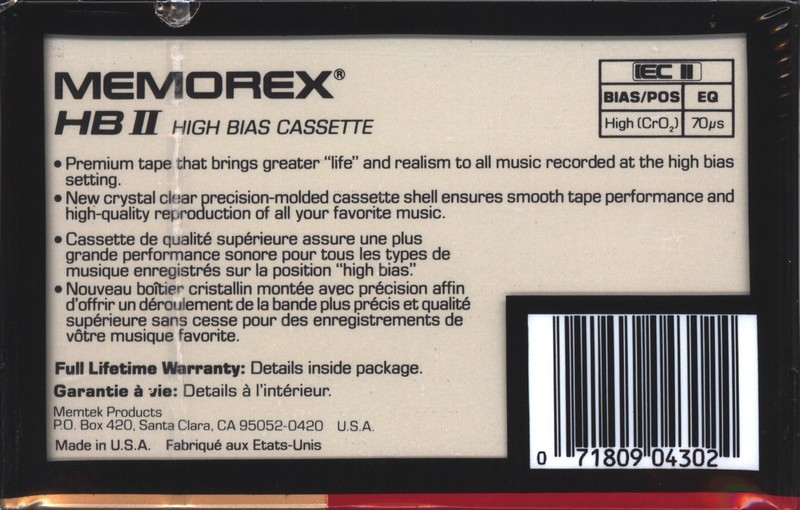 MEMOREX®
HB II HIGH BIAS CASSETTE
IEC II
BIAS/POS EQ
High (CrO₂) 70µs
• Premium tape that brings greater "life" and realism to all music recorded at the high bias
setting.
• New crystal clear precision-molded cassette shell ensures smooth tape performance and
high-quality reproduction of all your favorite music.
• Cassette de qualité supérieure assure une plus
grande performance sonore pour tous les types de
musique enregistrés sur la position "high bias."
• Nouveau boîtier cristallin montée avec précision affin
d'offrir un déroulement de la bande plus précis et qualité
supérieure sans cesse pour des enregistrements de
vôtre musique favorite.
Full Lifetime Warranty: Details inside package.
Garantie à vie: Details à l'intérieur.
Memtek Products
P.O. Box 420, Santa Clara, CA 95052-0420 U.S.A.
Made in U.S.A. Fabriqué aux Etats-Unis
0 71809 04302